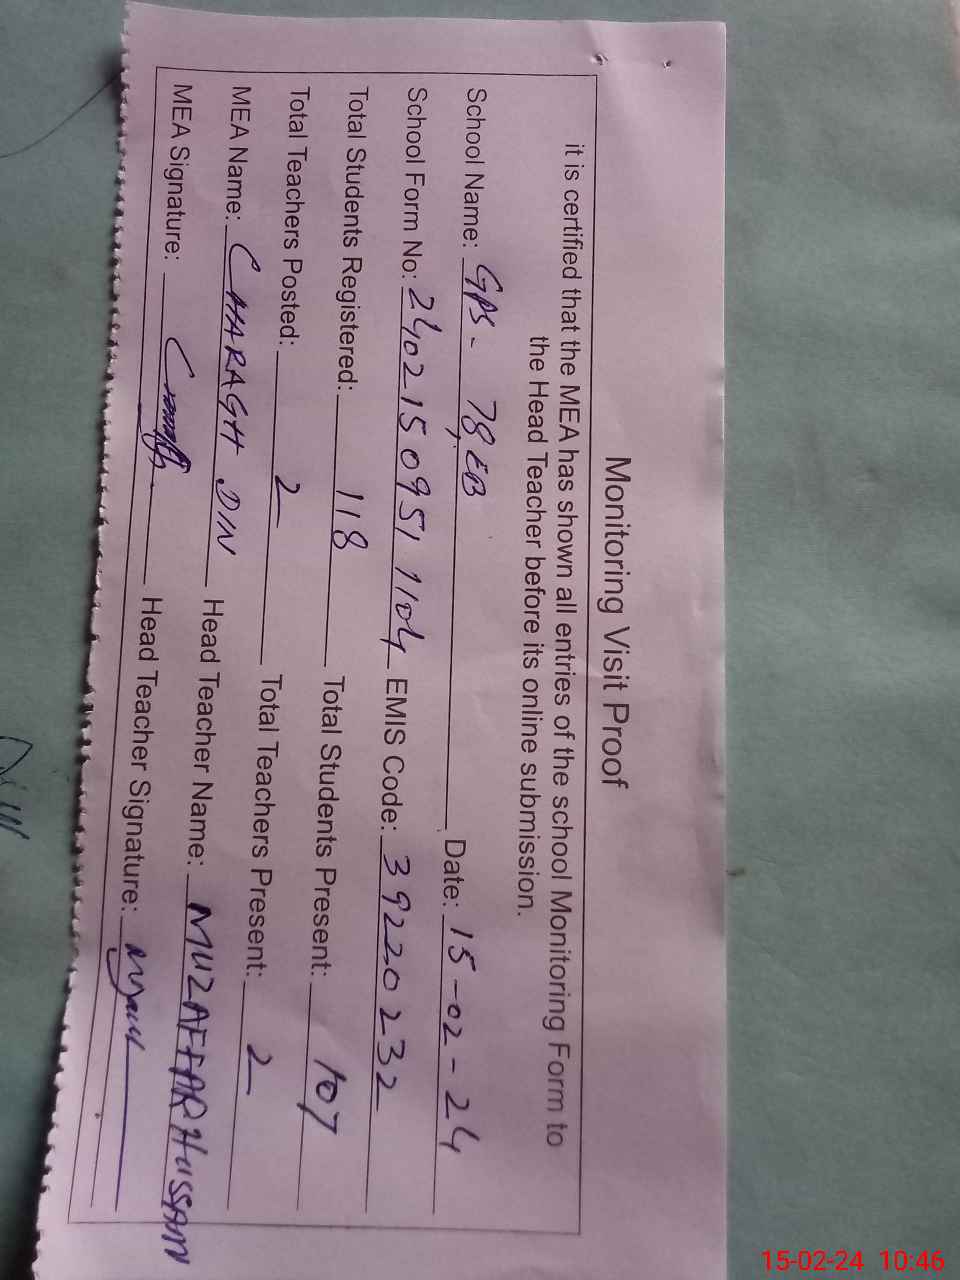 Monitoring Visit Proof
it is certified that the MEA has shown all entries of the school Monitoring Form to
the Head Teacher before its online submission.
School Name: GPS - 78 EB Date: 15-02-24
School Form No: 2402150951 1104 EMIS Code: 39220232
Total Students Registered: 118 Total Students Present: 107
Total Teachers Posted: 2 Total Teachers Present: 2
MEA Name: CHARAGH DIN Head Teacher Name: MUZAFFAR HUSSAIN
MEA Signature: Head Teacher Signature:
15-02-24 10:46